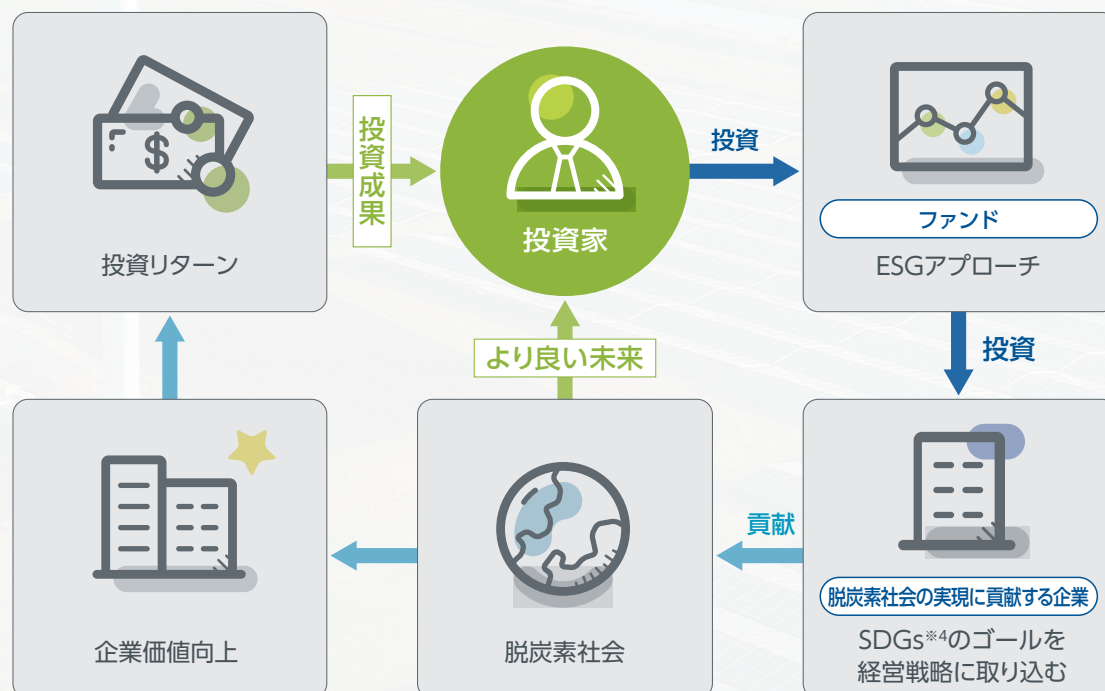 投資リターン
投資成果
投資家
投資
ファンド
ESGアプローチ
投資
より良い未来
企業価値向上
脱炭素社会
貢献
脱炭素社会の実現に貢献する企業
SDGs※4のゴールを
経営戦略に取り込む
$